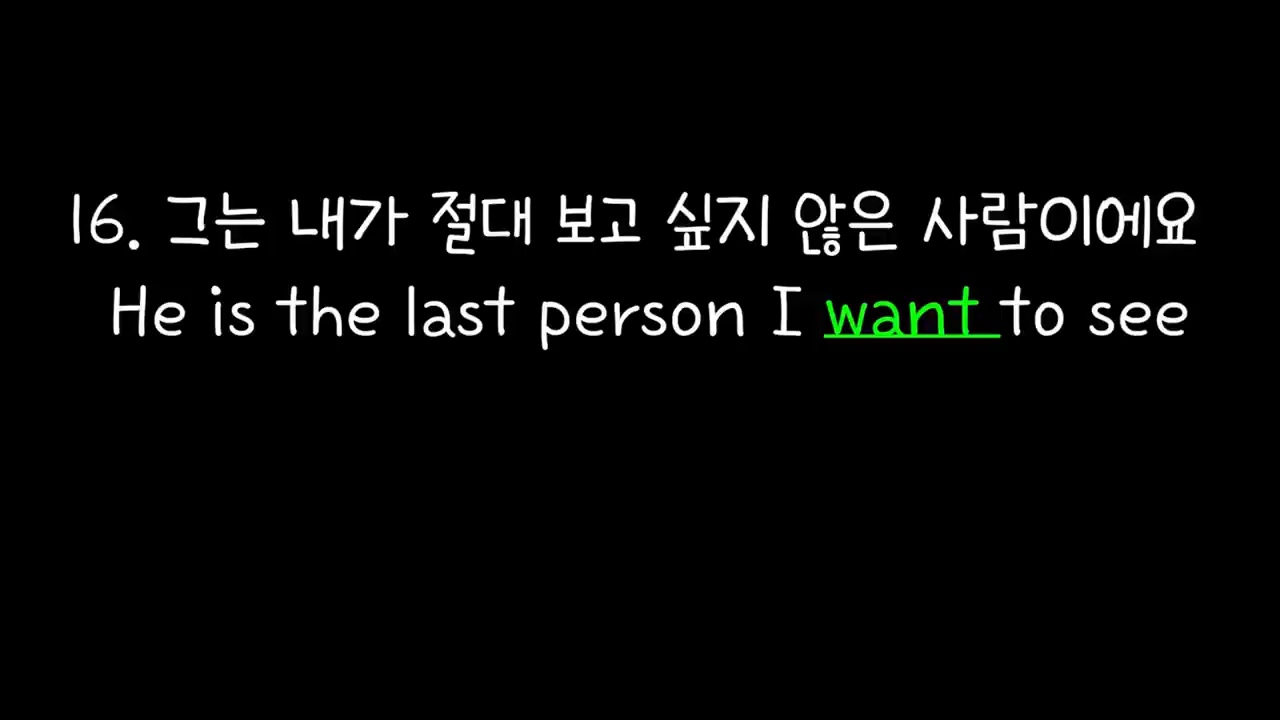 16. 그는 내가 절대 보고 싶지 않은 사람이에요
He is the last person I want to see